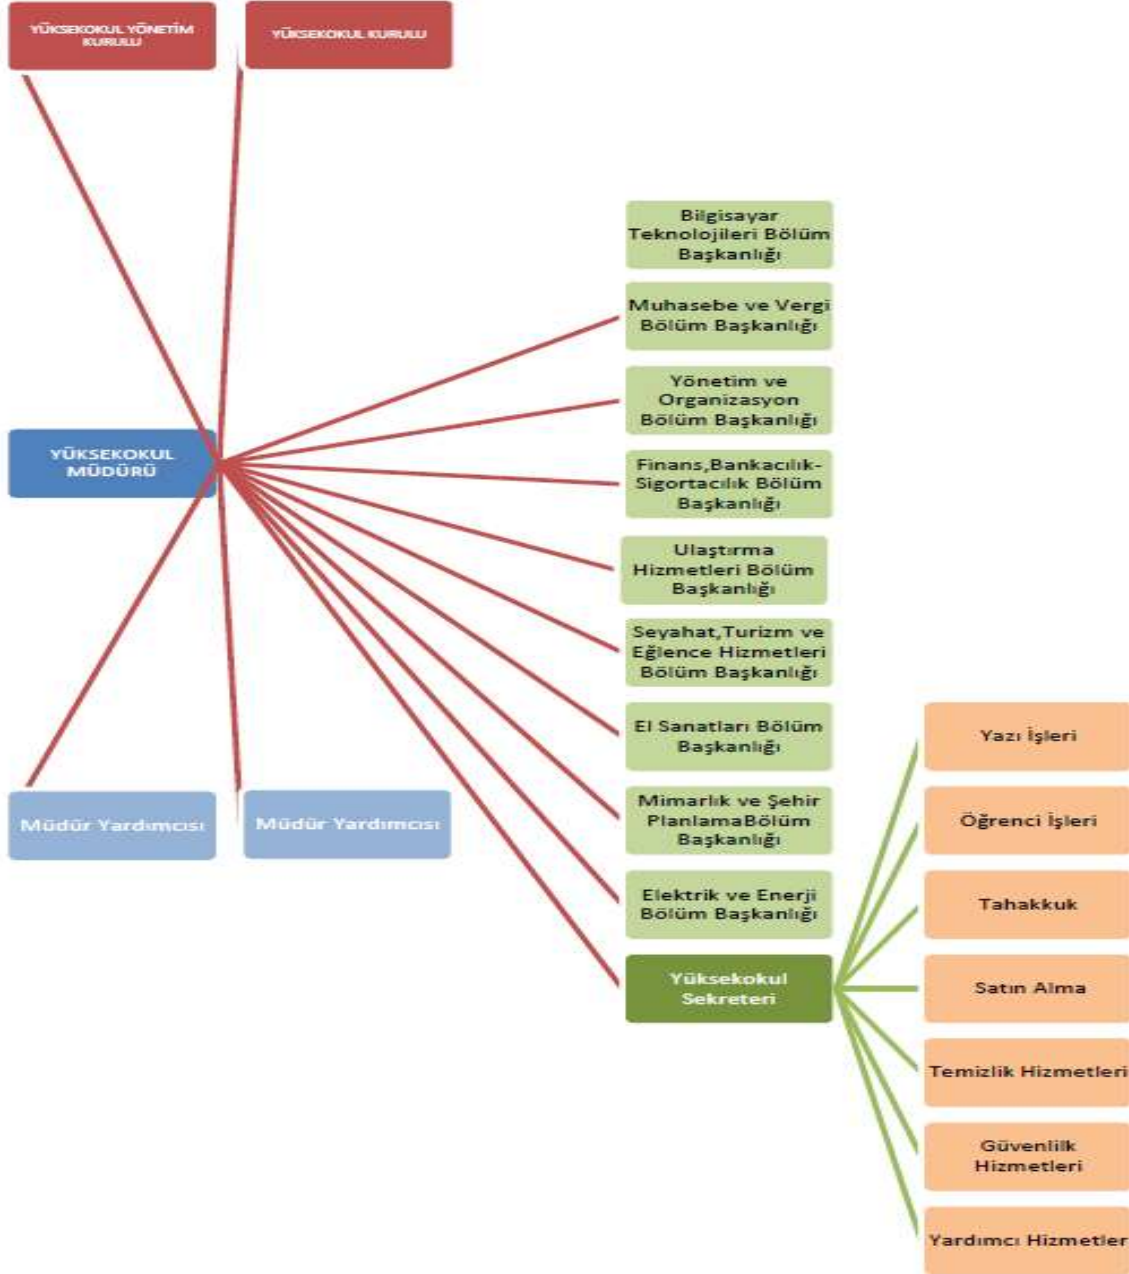 YÜKSEKOKUL YÖNETİM
KURULU
YÜKSEKOKUL KURULU
Bilgisayar
Teknolojileri Bölüm
Başkanlığı
Muhasebe ve Vergi
Bölüm Başkanlığı
Yönetim ve
Organizasyon
Bölüm Başkanlığı
YÜKSEKOKUL
MÜDÜRÜ
Finans,Bankacılık-
Sigortacılık Bölüm
Başkanlığı
Ulaştırma
Hizmetleri Bölüm
Başkanlığı
Seyahat,Turizm ve
Eğlence Hizmetleri
Bölüm Başkanlığı
El Sanatları Bölüm
Başkanlığı
Mimarlık ve Şehir
PlanlamaBölüm
Başkanlığı
Elektrik ve Enerji
Bölüm Başkanlığı
Yüksekokul
Sekreteri
Müdür Yardımcısı
Müdür Yardımcısı
Yazı İşleri
Öğrenci İşleri
Tahakkuk
Satın Alma
Temizlik Hizmetleri
Güvenlilk
Hizmetleri
Yardımcı Hizmetler